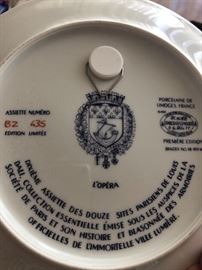 ASSIETTE NUMÉRO
B2 435
EDITION LIMITÉE
PORCELAINE DE
LIMOGES FRANCE
PREMIÈRE EDITION
L'OPÉRA
DIXIÈME ASSIETTE DES DOUZE SITES PARISIENS DE LOUIS
DALI, COLLECTION ESSENTIELLE ÉMISE SOUS LES AUSPICES DE LA
SOCIÉTÉ DE PARIS ET SON HISTOIRE ET BLASONNÉE DES ARMOIRIES
OFFICIELLES DE L'IMMORTELLE VILLE LUMIÈRE.